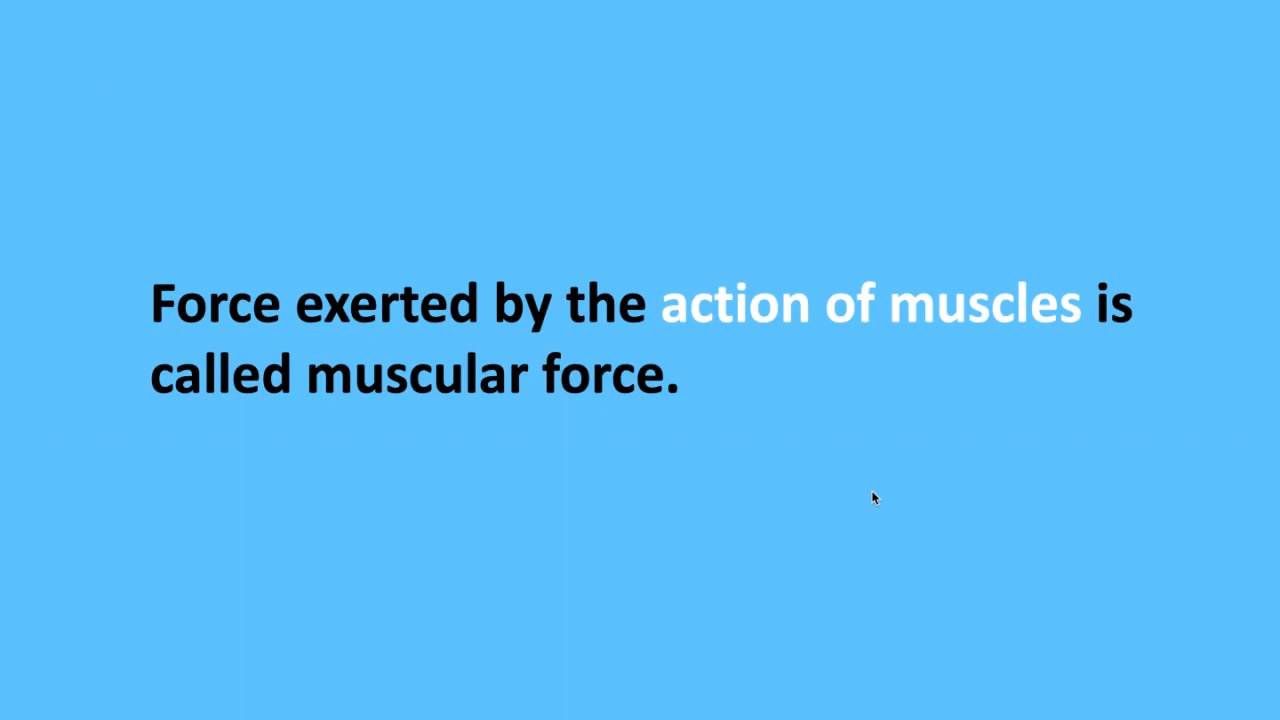 Force exerted by the action of muscles is
called muscular force.